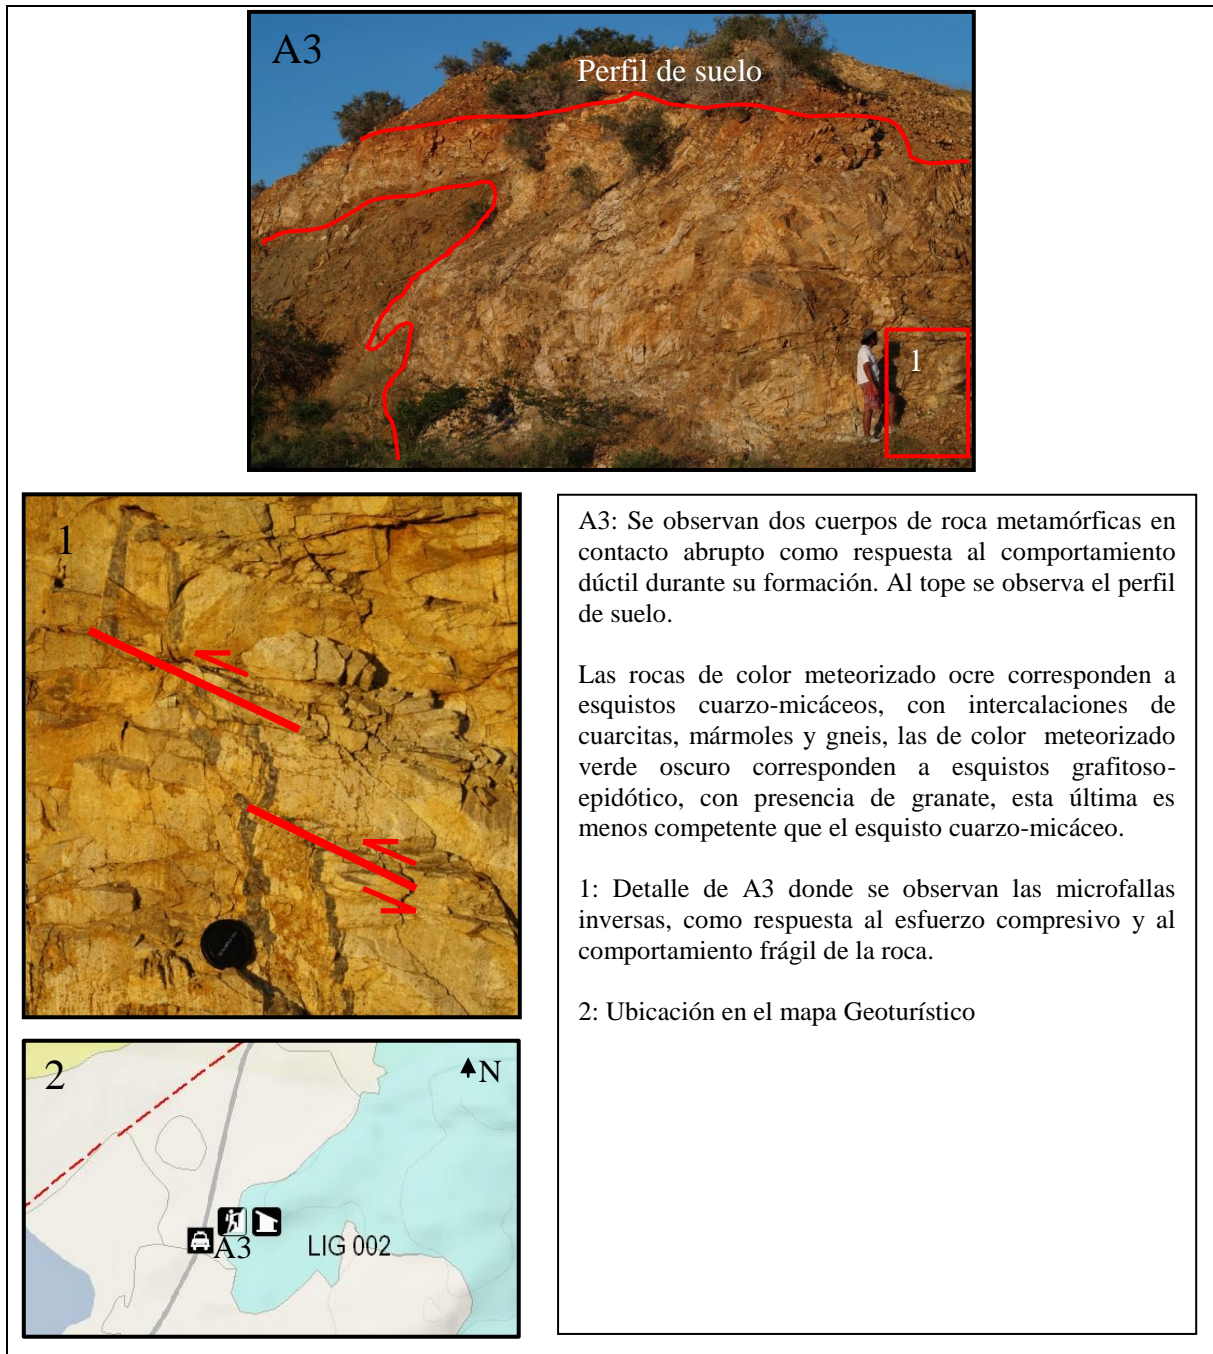 A3
Perfil de suelo
1
1
A3: Se observan dos cuerpos de roca metamórficas en
contacto abrupto como respuesta al comportamiento
dúctil durante su formación. Al tope se observa el perfil
de suelo.
Las rocas de color meteorizado ocre corresponden a
esquistos cuarzo-micáceos, con intercalaciones de
cuarcitas, mármoles y gneis, las de color meteorizado
verde oscuro corresponden a esquistos grafitoso-
epidótico, con presencia de granate, esta última es
menos competente que el esquisto cuarzo-micáceo.
1: Detalle de A3 donde se observan las microfallas
inversas, como respuesta al esfuerzo compresivo y al
comportamiento frágil de la roca.
2: Ubicación en el mapa Geoturístico
2
N
A3
LIG 002